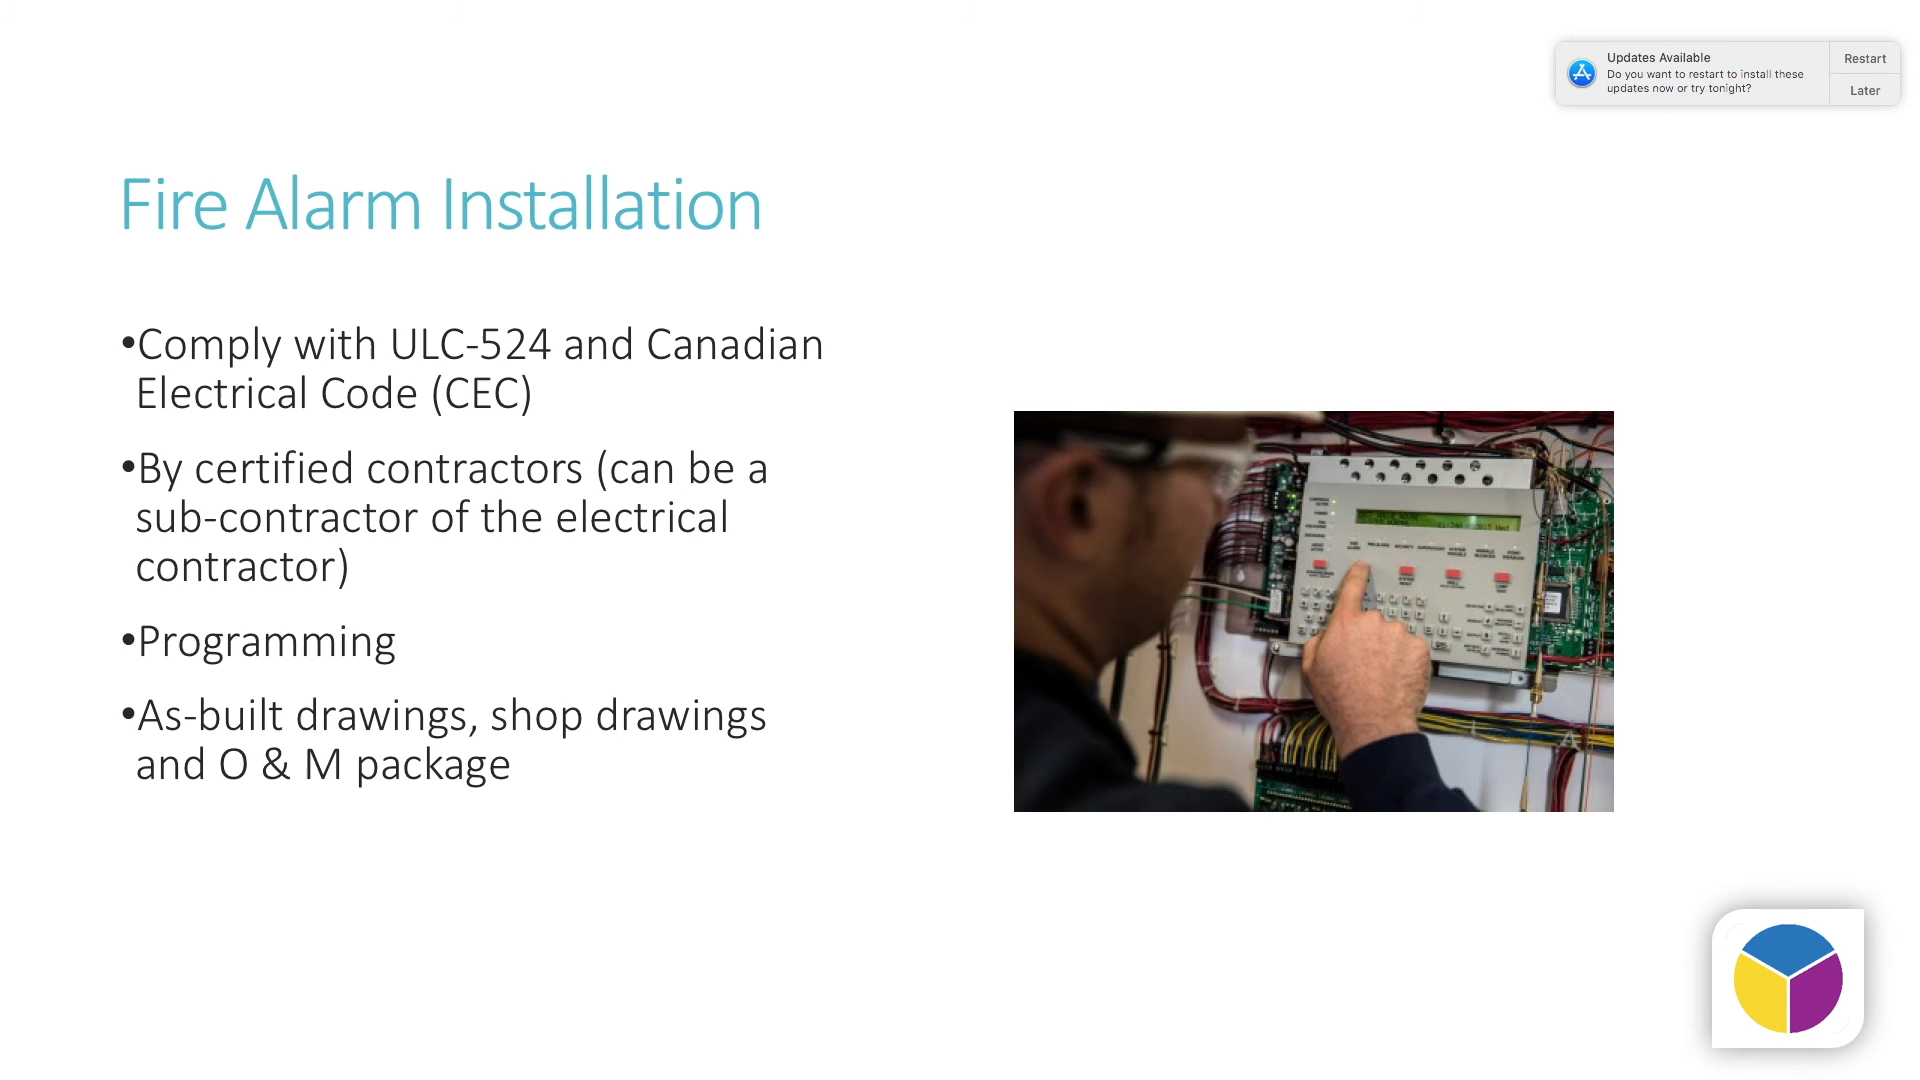 Updates Available
Do you want to restart to install these
updates now or try tonight?
Restart
Later
Fire Alarm Installation
•Comply with ULC-524 and Canadian
Electrical Code (CEC)
•By certified contractors (can be a
sub-contractor of the electrical
contractor)
•Programming
•As-built drawings, shop drawings
and O & M package